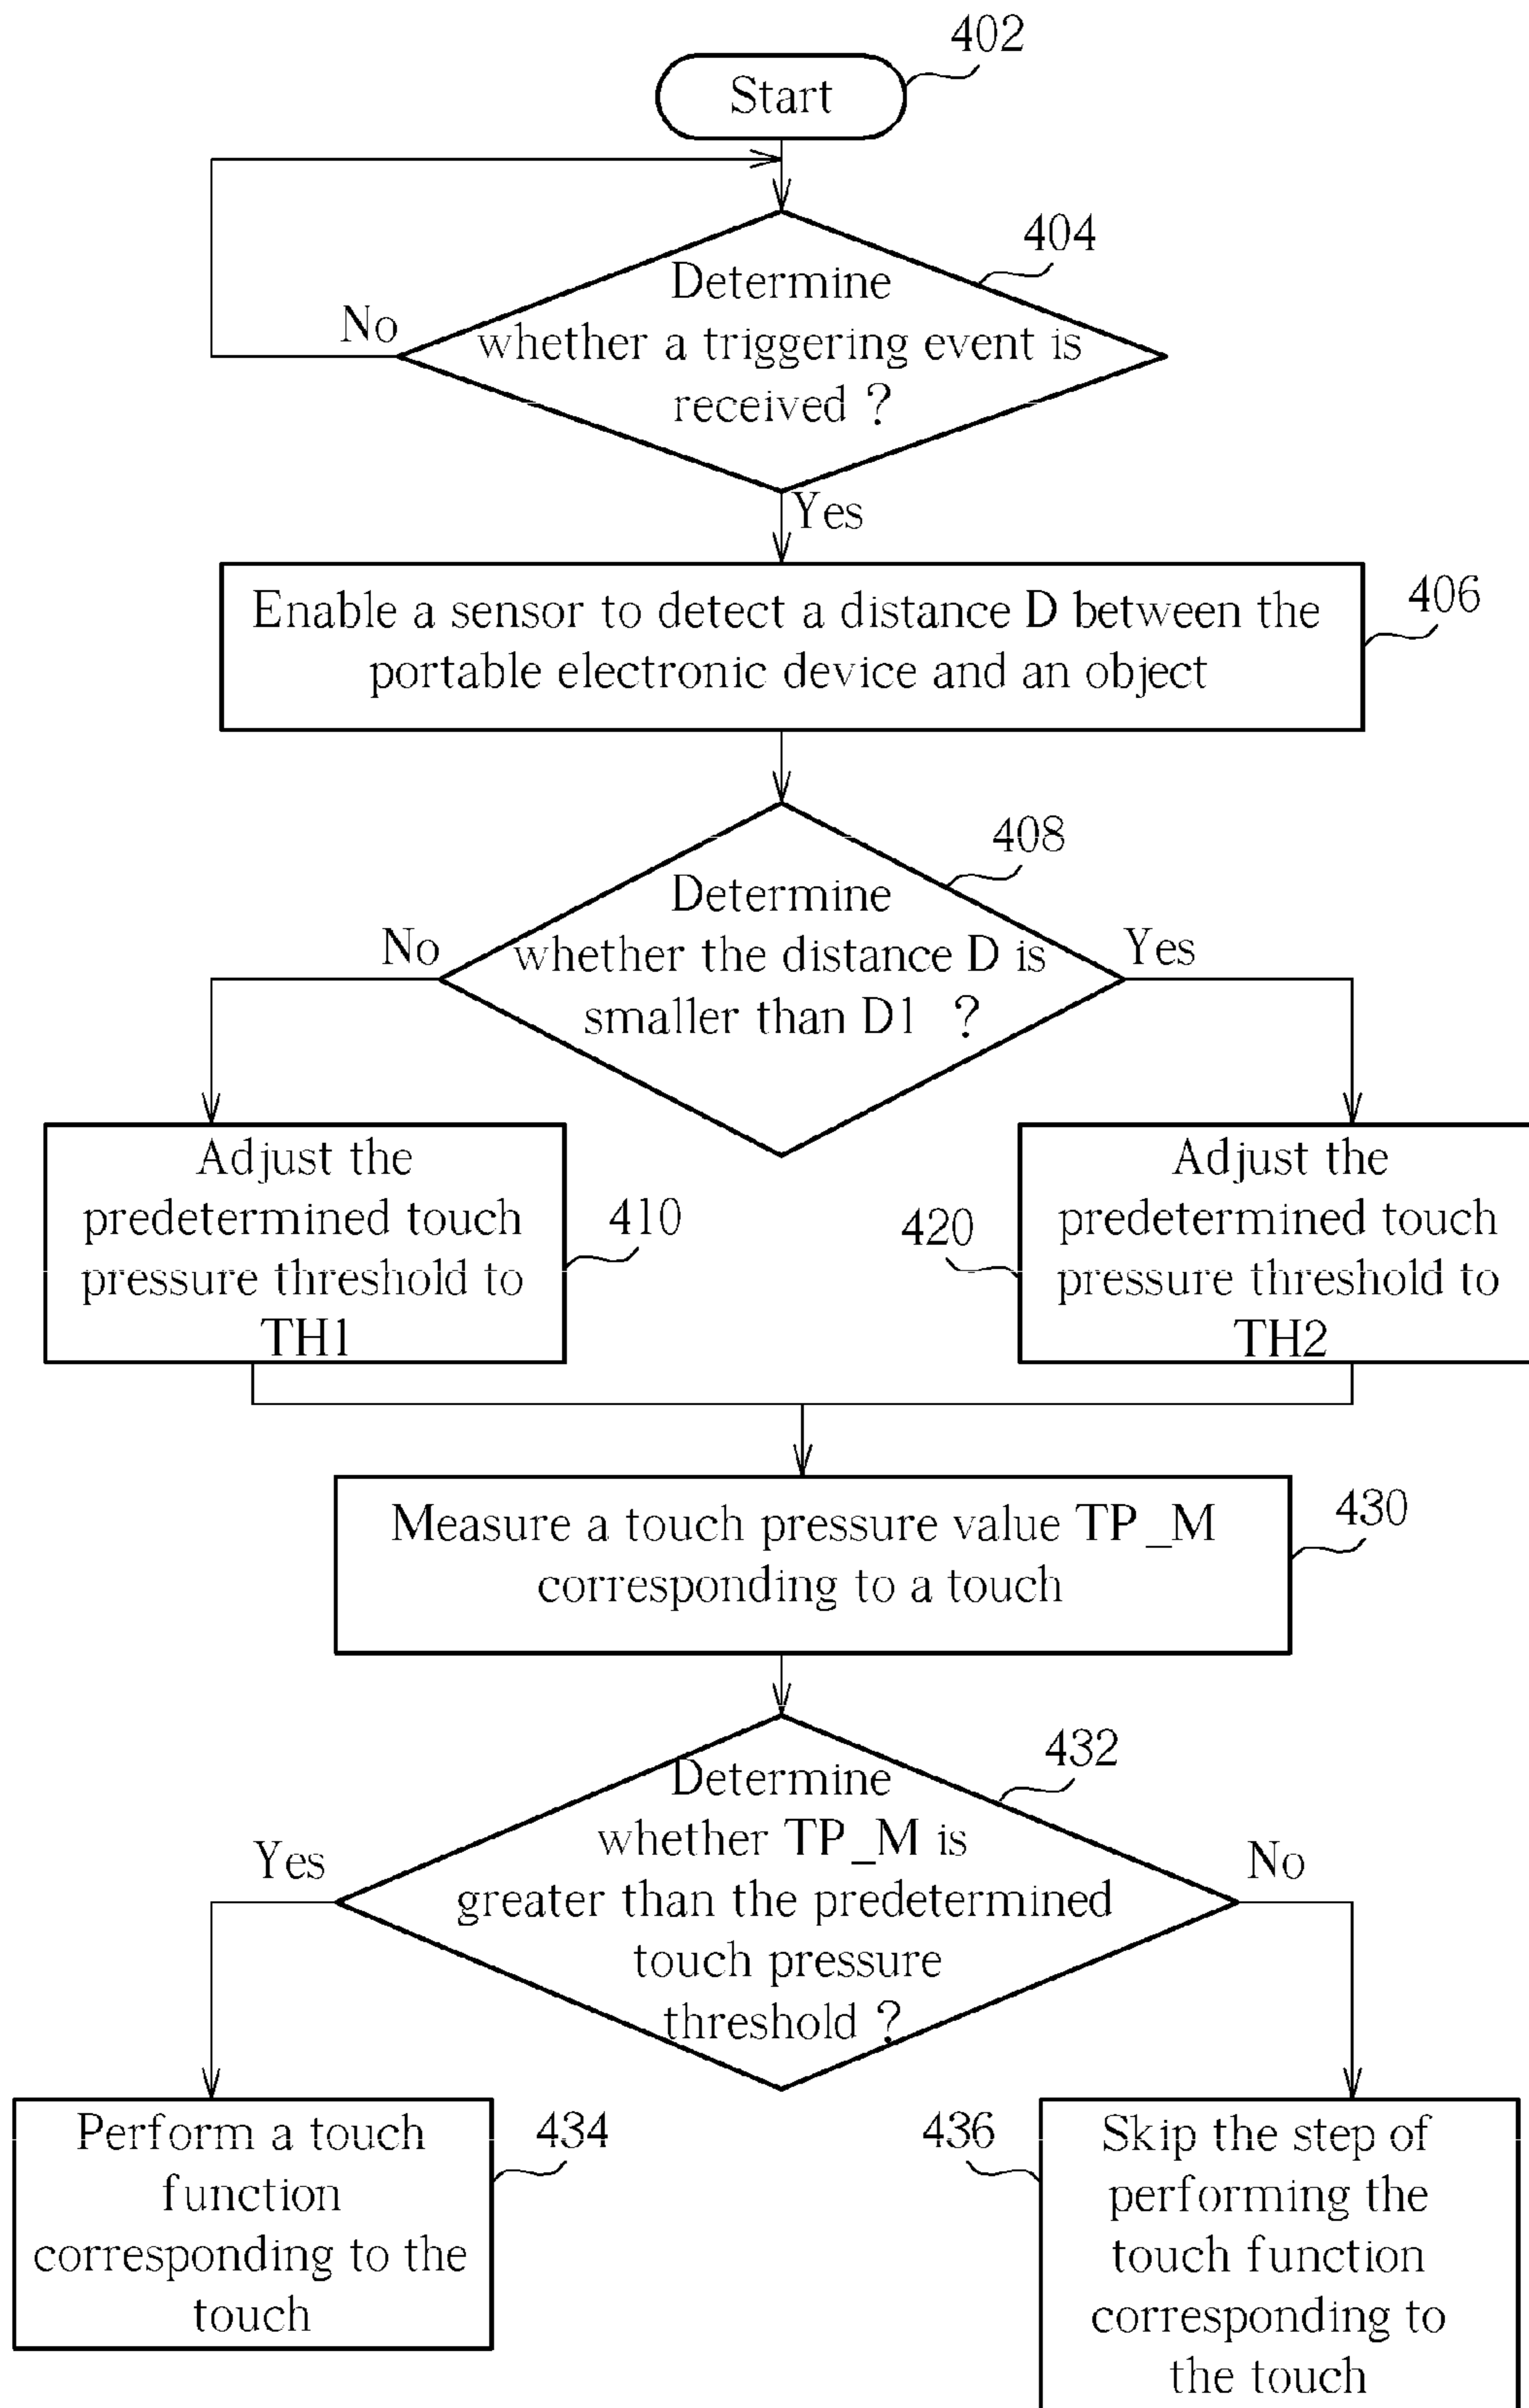 402
Start
404
Determine
No
whether a triggering event is
received ?
Yes
Enable a sensor to detect a distance D between the
406
portable electronic device and an object
408
Determine
No
whether the distance D is
Yes
smaller than D1 ?
Adjust the
predetermined touch
pressure threshold to
TH1
410
420
Adjust the
predetermined touch
pressure threshold to
TH2
Measure a touch pressure value TP_M
430
corresponding to a touch
432
Determine
whether TP_M is
Yes
No
greater than the predetermined
touch pressure
threshold ?
Perform a touch
function
corresponding to the
touch
434
436
Skip the step of
performing the
touch function
corresponding to
the touch